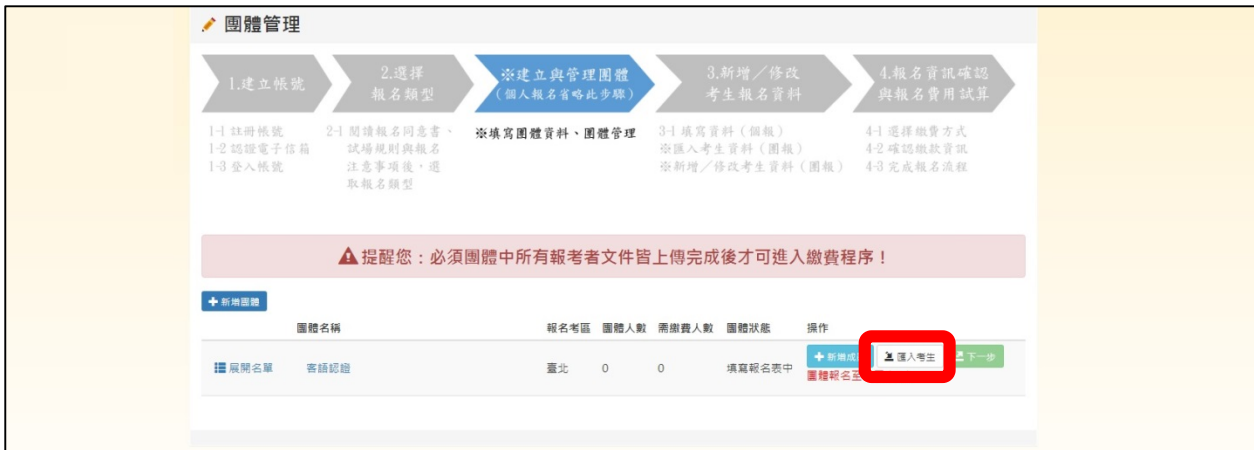 團體管理
1.建立帳號
2.選擇
報名類型
※建立與管理團體
(個人報名省略此步驟)
3.新增／修改
考生報名資料
4.報名資訊確認
與報名費用試算
1-1 註冊帳號
1-2 認證電子信箱
1-3 登入帳號
2-1 閱讀報名同意書、
試場規則與報名
注意事項後，選
取報名類型
※填寫團體資料、團體管理
3-1 填寫資料（個報）
※匯入考生資料（團報）
※新增／修改考生資料（團報）
4-1 選擇繳費方式
4-2 確認繳款資訊
4-3 完成報名流程
提醒您：必須團體中所有報考者文件皆上傳完成後才可進入繳費程序！
新增團體
團體名稱 報名考區 團體人數 需繳費人數 團體狀態 操作
展開名單 客語認證 臺北 0 0 填寫報名表中 新增成 匯入考生 下一步
團體報名至